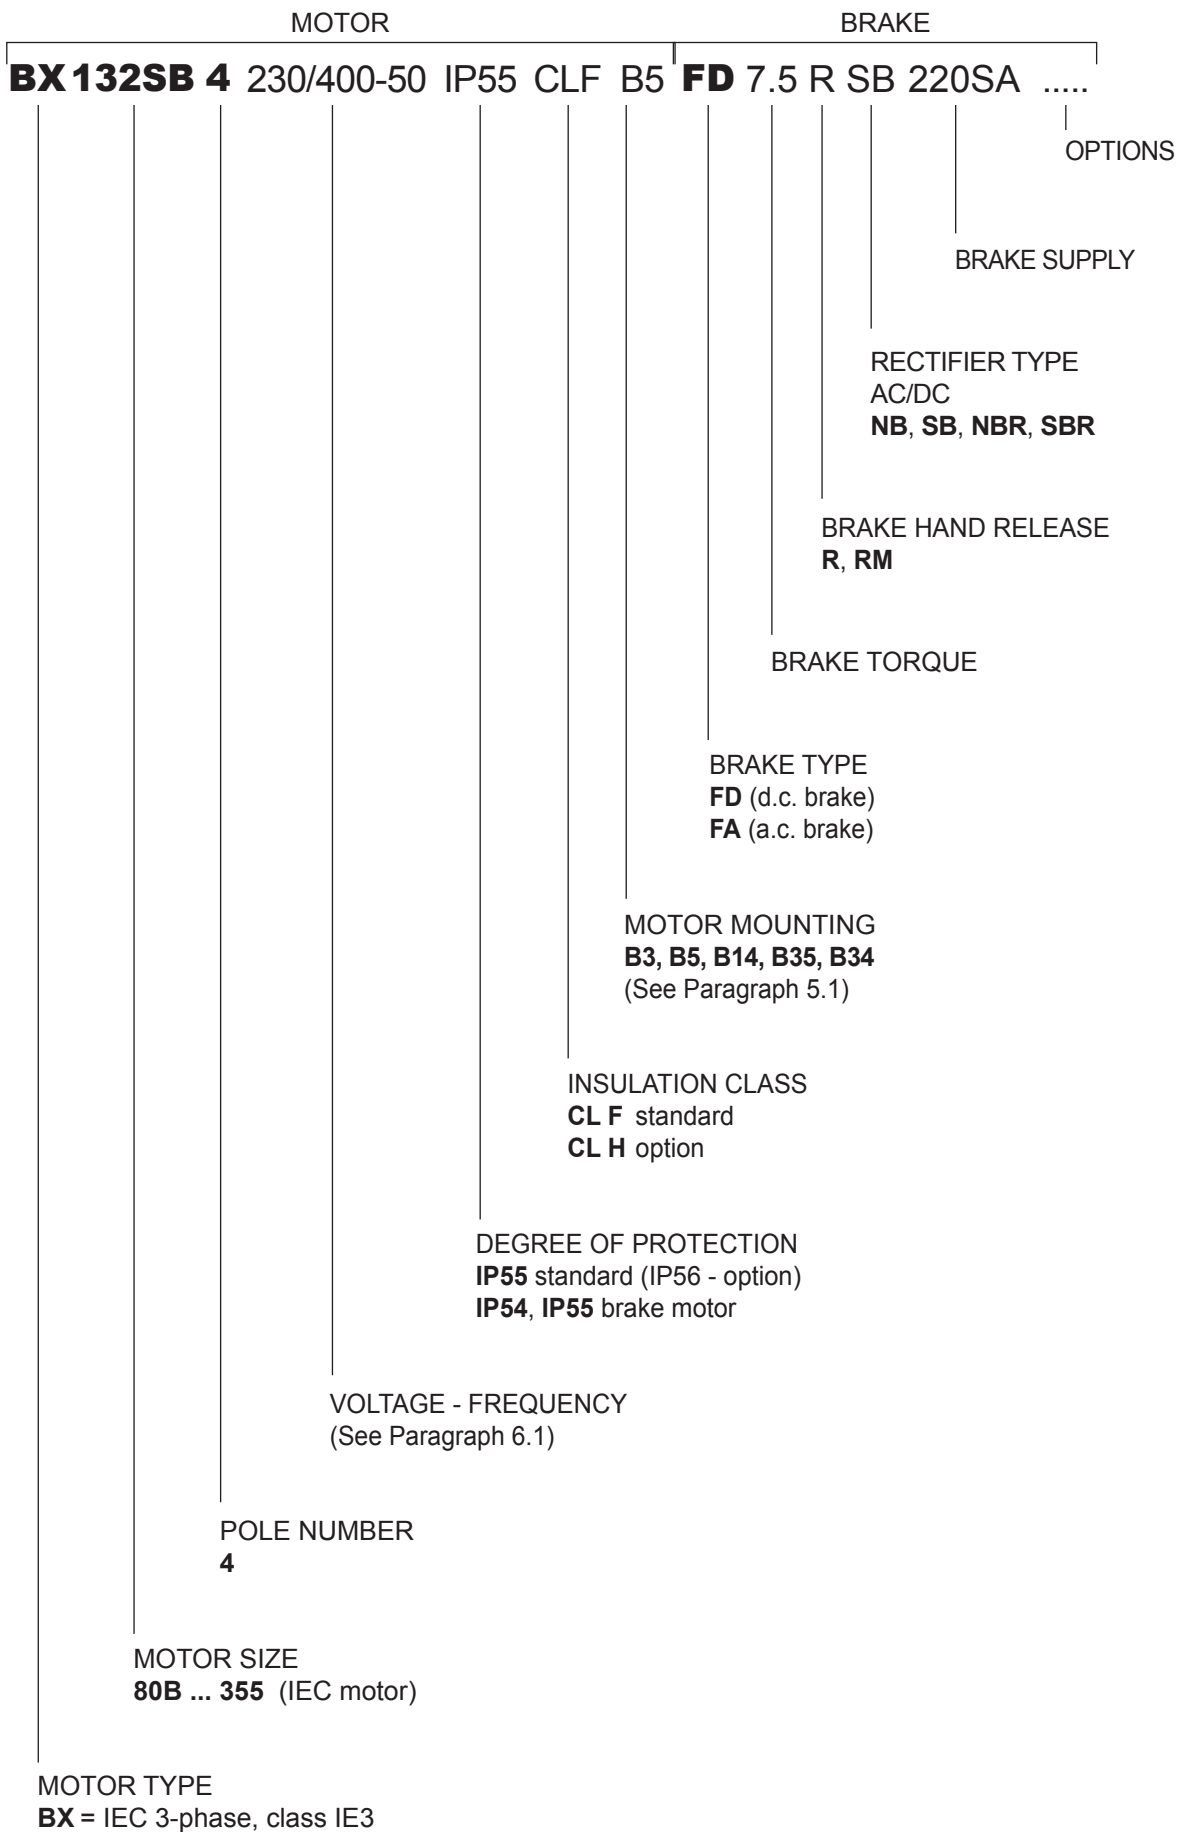 MOTOR BRAKE
BX 132SB 4 230/400-50 IP55 CLF B5 FD 7.5 R SB 220SA .....
OPTIONS
BRAKE SUPPLY
RECTIFIER TYPE
AC/DC
NB, SB, NBR, SBR
BRAKE HAND RELEASE
R, RM
BRAKE TORQUE
BRAKE TYPE
FD (d.c. brake)
FA (a.c. brake)
MOTOR MOUNTING
B3, B5, B14, B35, B34
(See Paragraph 5.1)
INSULATION CLASS
CL F standard
CL H option
DEGREE OF PROTECTION
IP55 standard (IP56 - option)
IP54, IP55 brake motor
VOLTAGE - FREQUENCY
(See Paragraph 6.1)
POLE NUMBER
4
MOTOR SIZE
80B ... 355 (IEC motor)
MOTOR TYPE
BX = IEC 3-phase, class IE3